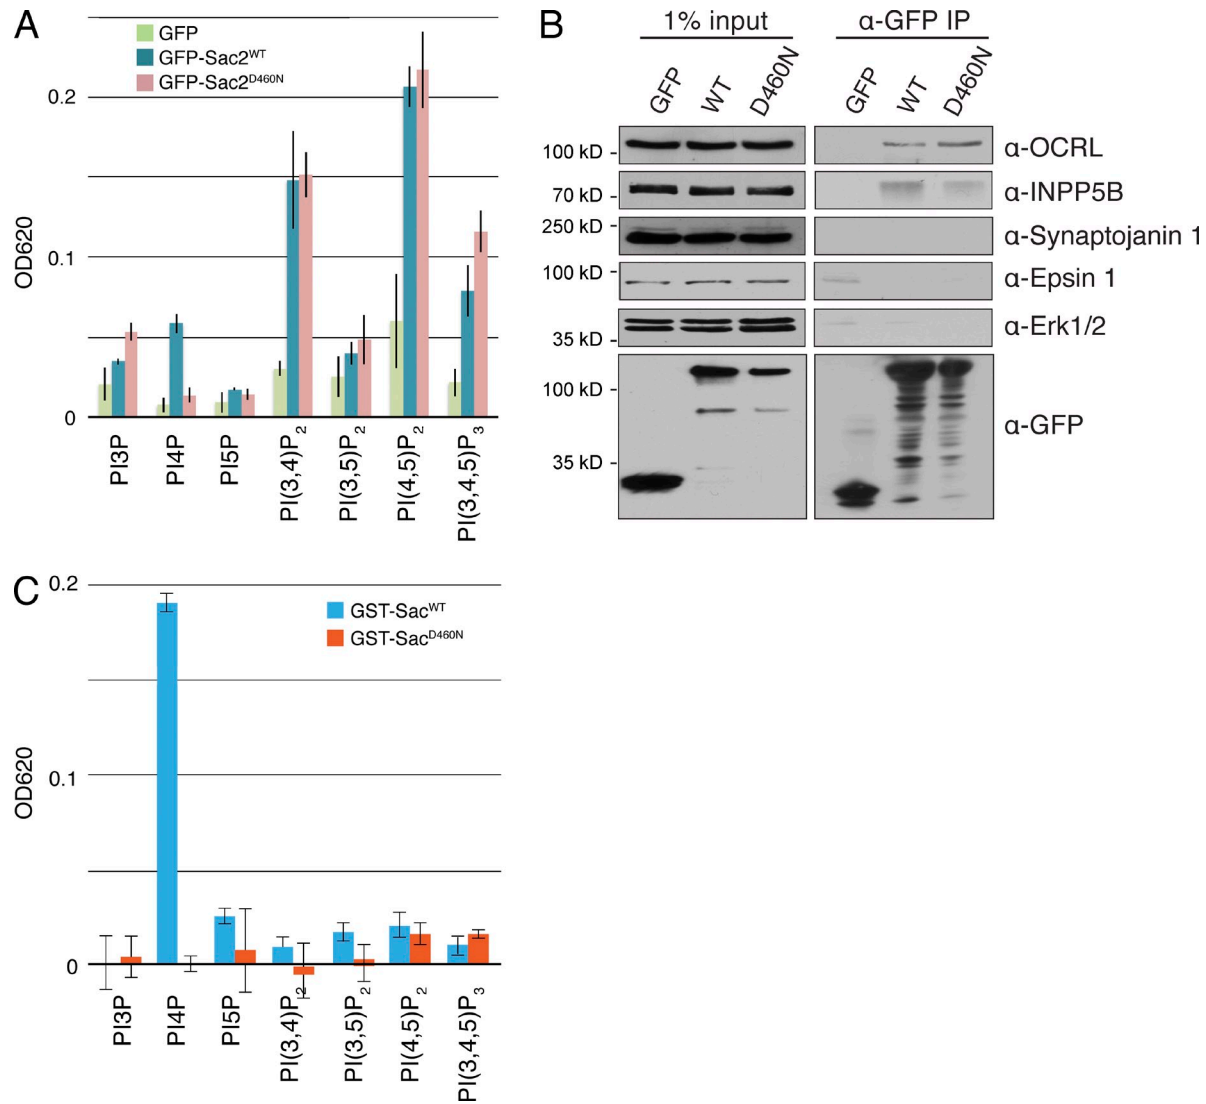 A
GFP
GFP-Sac2WT
GFP-Sac2D460N
OD620
0.2
0.1
0
PI3P
PI4P
PI5P
PI(3,4)P2
PI(3,5)P2
PI(4,5)P2
PI(3,4,5)P3
B
1% input
α-GFP IP
GFP
WT
D460N
GFP
WT
D460N
100 kD
α-OCRL
70 kD
α-INPP5B
250 kD
α-Synaptojanin 1
100 kD
α-Epsin 1
35 kD
α-Erk1/2
100 kD
35 kD
α-GFP
C
GST-SacWT
GST-SacD460N
OD620
0.2
0.1
0
PI3P
PI4P
PI5P
PI(3,4)P2
PI(3,5)P2
PI(4,5)P2
PI(3,4,5)P3